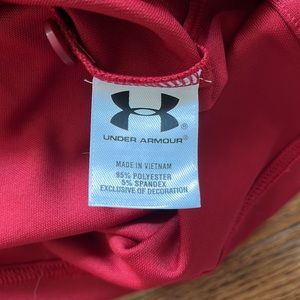 UNDER ARMOUR®
®
MADE IN VIETNAM
95% POLYESTER
5% SPANDEX
EXCLUSIVE OF DECORATION